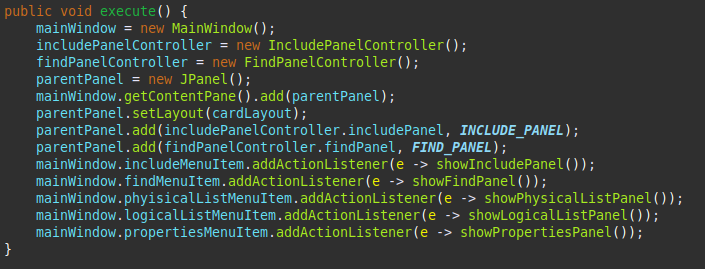 public void execute() {
    mainWindow = new MainWindow();
    includePanelController = new IncludePanelController();
    findPanelController = new FindPanelController();
    parentPanel = new JPanel();
    mainWindow.getContentPane().add(parentPanel);
    parentPanel.setLayout(cardLayout);
    parentPanel.add(includePanelController.includePanel, INCLUDE_PANEL);
    parentPanel.add(findPanelController.findPanel, FIND_PANEL);
    mainWindow.includeMenuItem.addActionListener(e -> showIncludePanel());
    mainWindow.findMenuItem.addActionListener(e -> showFindPanel());
    mainWindow.phyisicalListMenuItem.addActionListener(e -> showPhysicalListPanel());
    mainWindow.logicalListMenuItem.addActionListener(e -> showLogicalListPanel());
    mainWindow.propertiesMenuItem.addActionListener(e -> showPropertiesPanel());
}